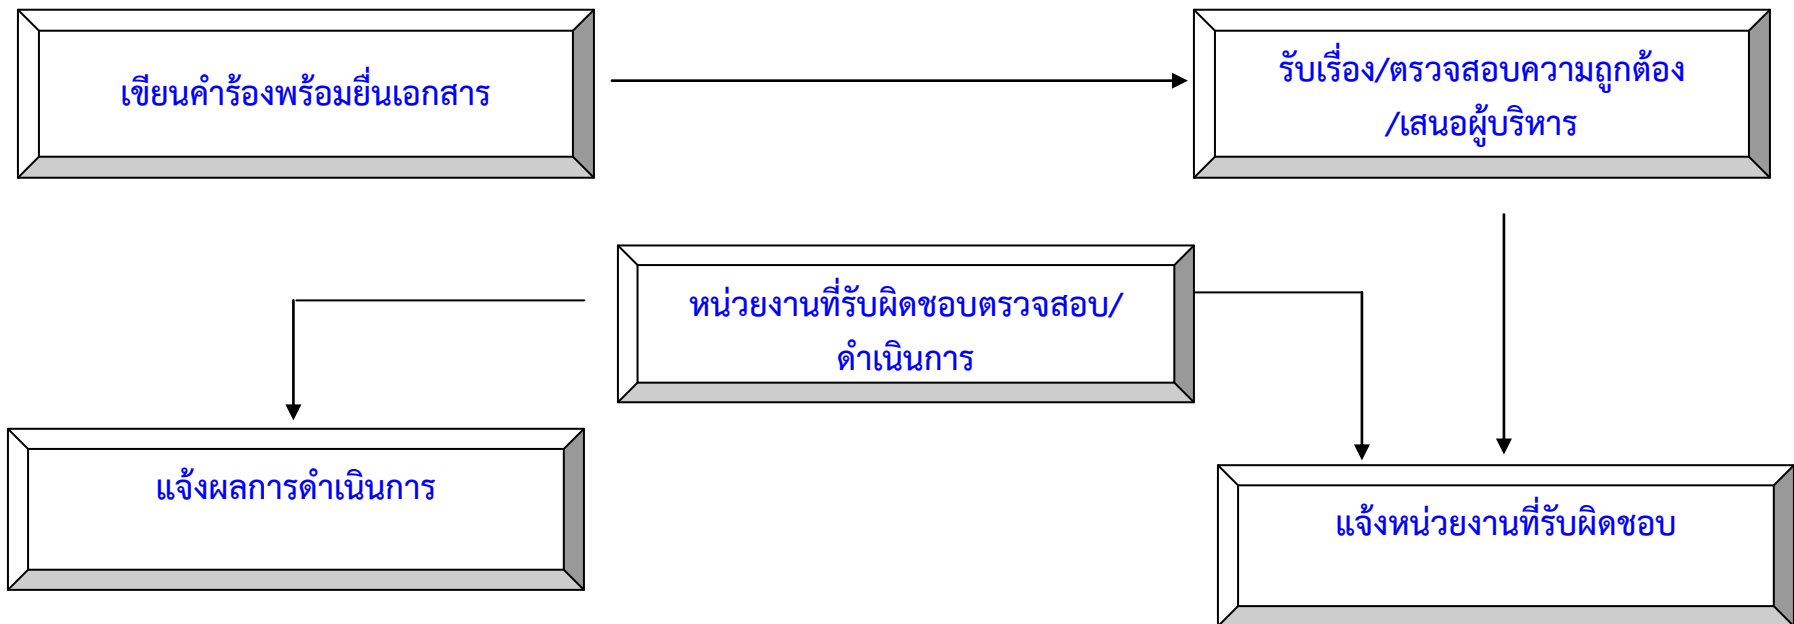 เขียนคำร้องพร้อมยื่นเอกสาร
รับเรื่อง/ตรวจสอบความถูกต้อง
/เสนอผู้บริหาร
หน่วยงานที่รับผิดชอบตรวจสอบ/
ดำเนินการ
แจ้งผลการดำเนินการ
แจ้งหน่วยงานที่รับผิดชอบ